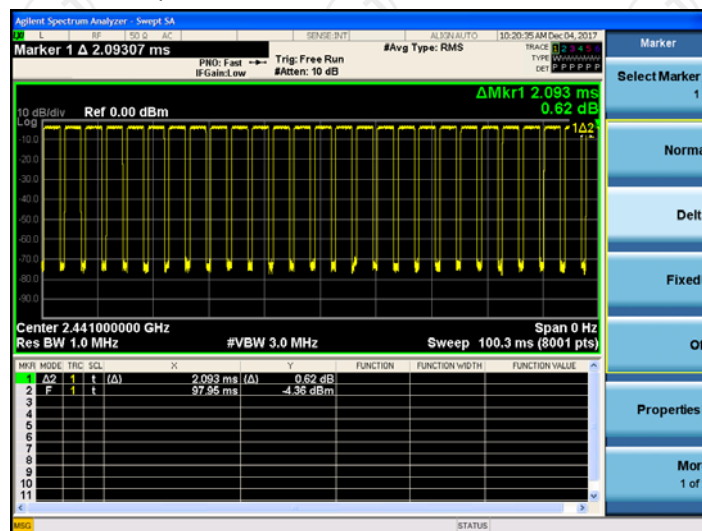 Agilent Spectrum Analyzer - Swept SA
L RF 50 Ω AC SENSE:INT ALIGNAUTO 10:20:35 AM Dec 04, 2017
Marker 1 Δ 2.09307 ms
PNO: Fast
IFGain:Low
Trig: Free Run
#Atten: 10 dB
#Avg Type: RMS
TRACE 1 2 3 4 5 6
TYPE W
DET P P P P P P
ΔMkr1 2.093 ms
0.62 dB
10 dB/div Ref 0.00 dBm
Log
1Δ2
-10.0
-20.0
-30.0
-40.0
-50.0
-60.0
-70.0
-80.0
-90.0
Center 2.441000000 GHz Span 0 Hz
Res BW 1.0 MHz #VBW 3.0 MHz Sweep 100.3 ms (8001 pts)
MKR MODE TRC SCL X Y FUNCTION FUNCTION WIDTH FUNCTION VALUE
1 Δ2 1 t (Δ) 2.093 ms (Δ) 0.62 dB
2 F 1 t 97.95 ms -4.36 dBm
3
4
5
6
7
8
9
10
11
MSG STATUS
Marker
Select Marker
1
Norma
Delt
Fixed
Of
Properties
Mor
1 of